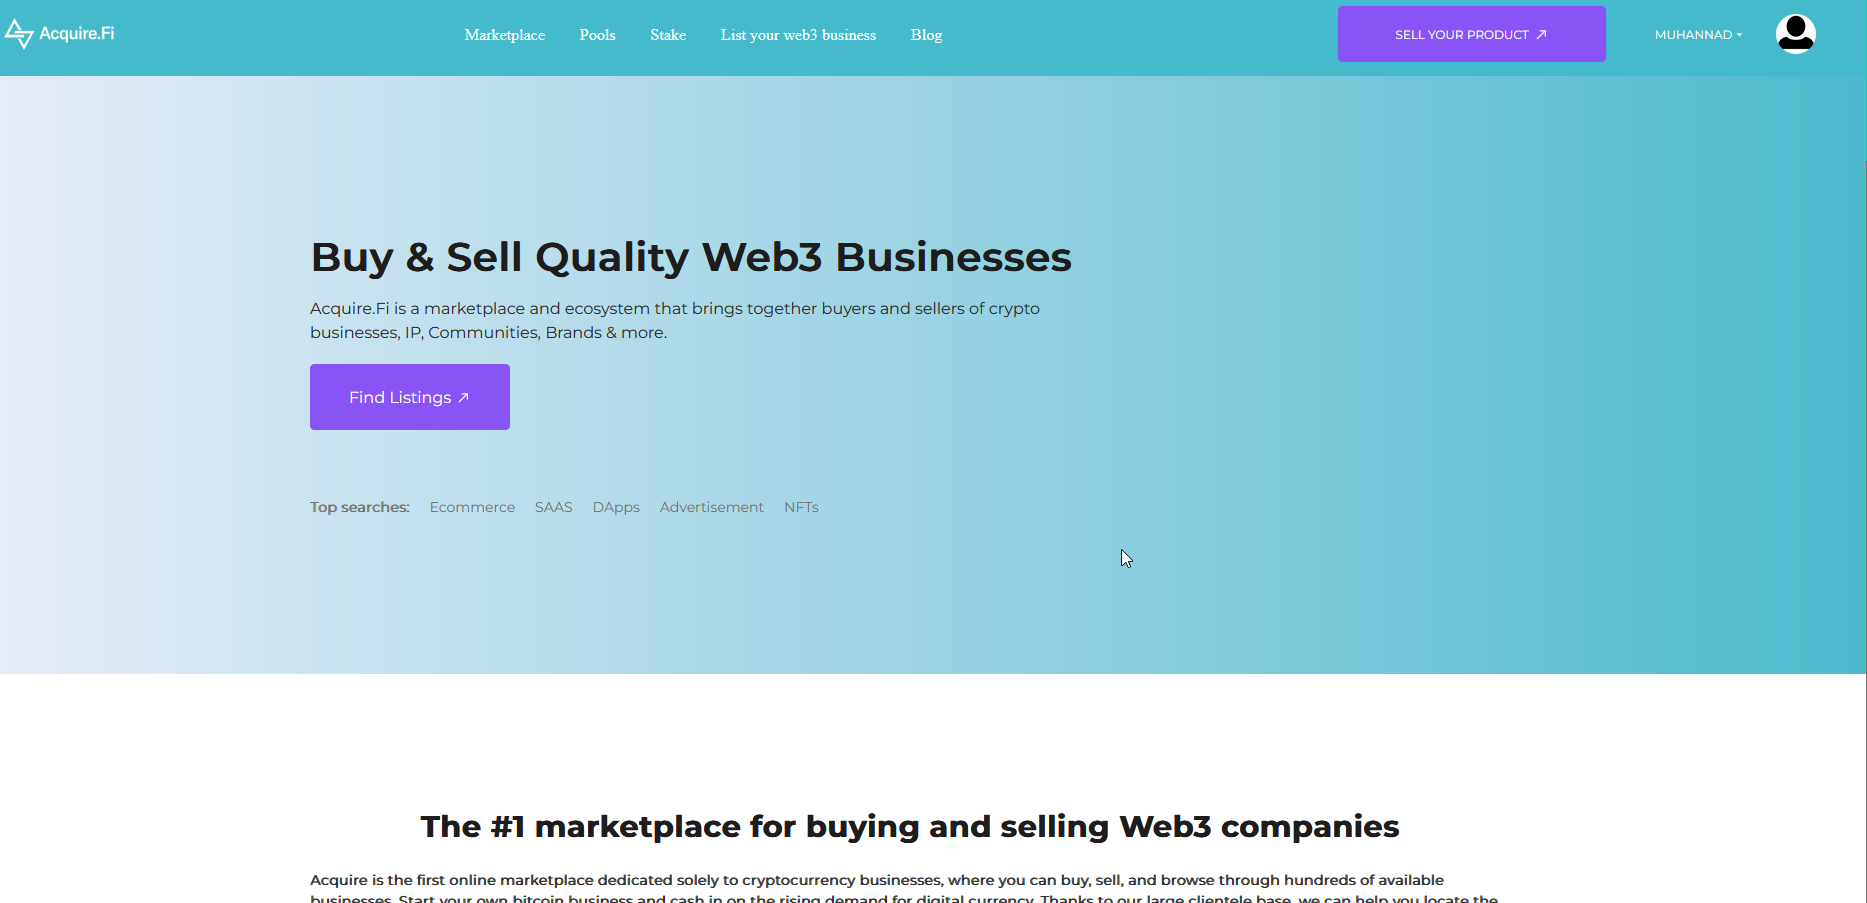 Acquire.Fi
Marketplace Pools Stake List your web3 business Blog
SELL YOUR PRODUCT
MUHANNAD
Buy & Sell Quality Web3 Businesses
Acquire.Fi is a marketplace and ecosystem that brings together buyers and sellers of crypto
businesses, IP, Communities, Brands & more.
Find Listings
Top searches: Ecommerce SAAS DApps Advertisement NFTs
The #1 marketplace for buying and selling Web3 companies
Acquire is the first online marketplace dedicated solely to cryptocurrency businesses, where you can buy, sell, and browse through hundreds of available
businesses. Start your own bitcoin business and cash in on the rising demand for digital currency. Thanks to our large clientele base, we can help you locate the